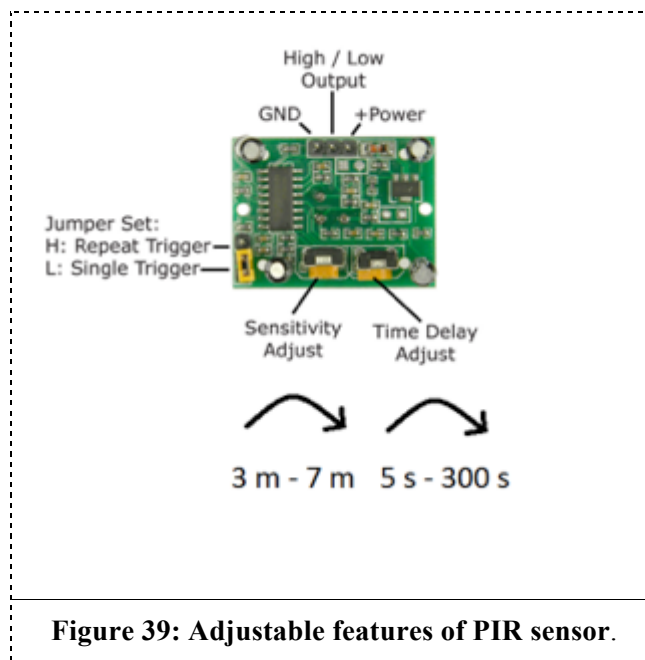 High / Low
Output
GND
+Power
Jumper Set:
H: Repeat Trigger
L: Single Trigger
Sensitivity
Adjust
Time Delay
Adjust
3 m - 7 m
5 s - 300 s
Figure 39: Adjustable features of PIR sensor.